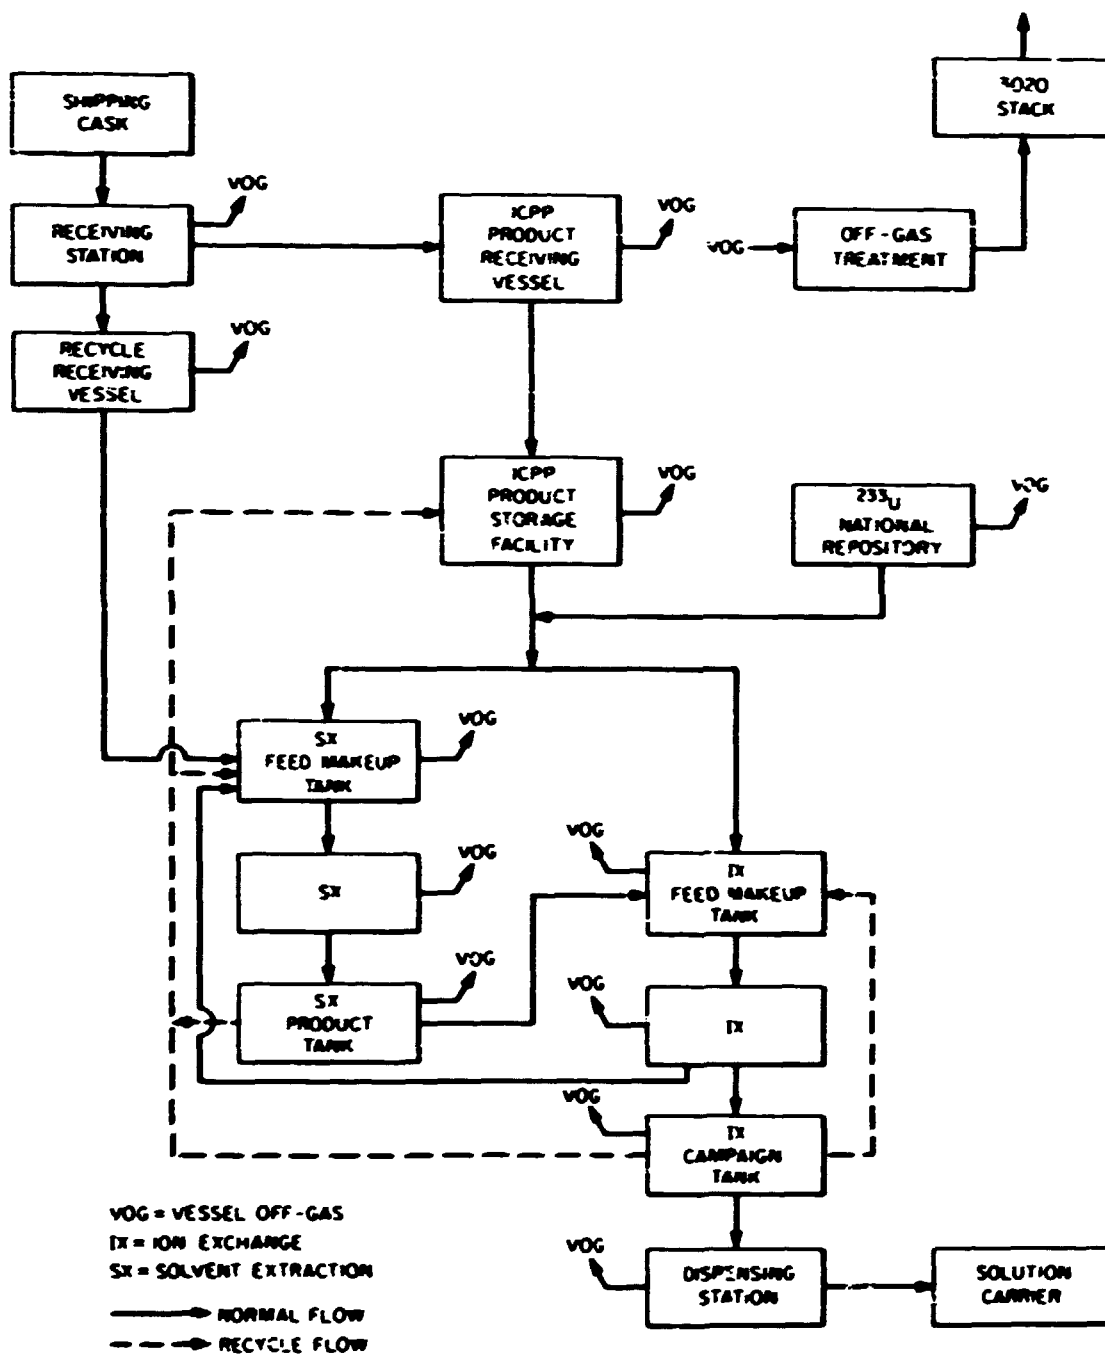 SHIPPING
CASK
3020
STACK
VOG
RECEIVING
STATION
ICPP
PRODUCT
RECEIVING
VESSEL
VOG
VOG
OFF-GAS
TREATMENT
RECYCLE
RECEIVING
VESSEL
VOG
ICPP
PRODUCT
STORAGE
FACILITY
VOG
233U
NATIONAL
REPOSITORY
VOG
SX
FEED MAKEUP
TANK
VOG
SX
VOG
VOG
IX
FEED MAKEUP
TANK
SX
PRODUCT
TANK
VOG
VOG
IX
VOG
IX
CAMPAIGN
TANK
VOG = VESSEL OFF-GAS
IX = ION EXCHANGE
SX = SOLVENT EXTRACTION
NORMAL FLOW
RECYCLE FLOW
VOG
DISPENSING
STATION
SOLUTION
CARRIER